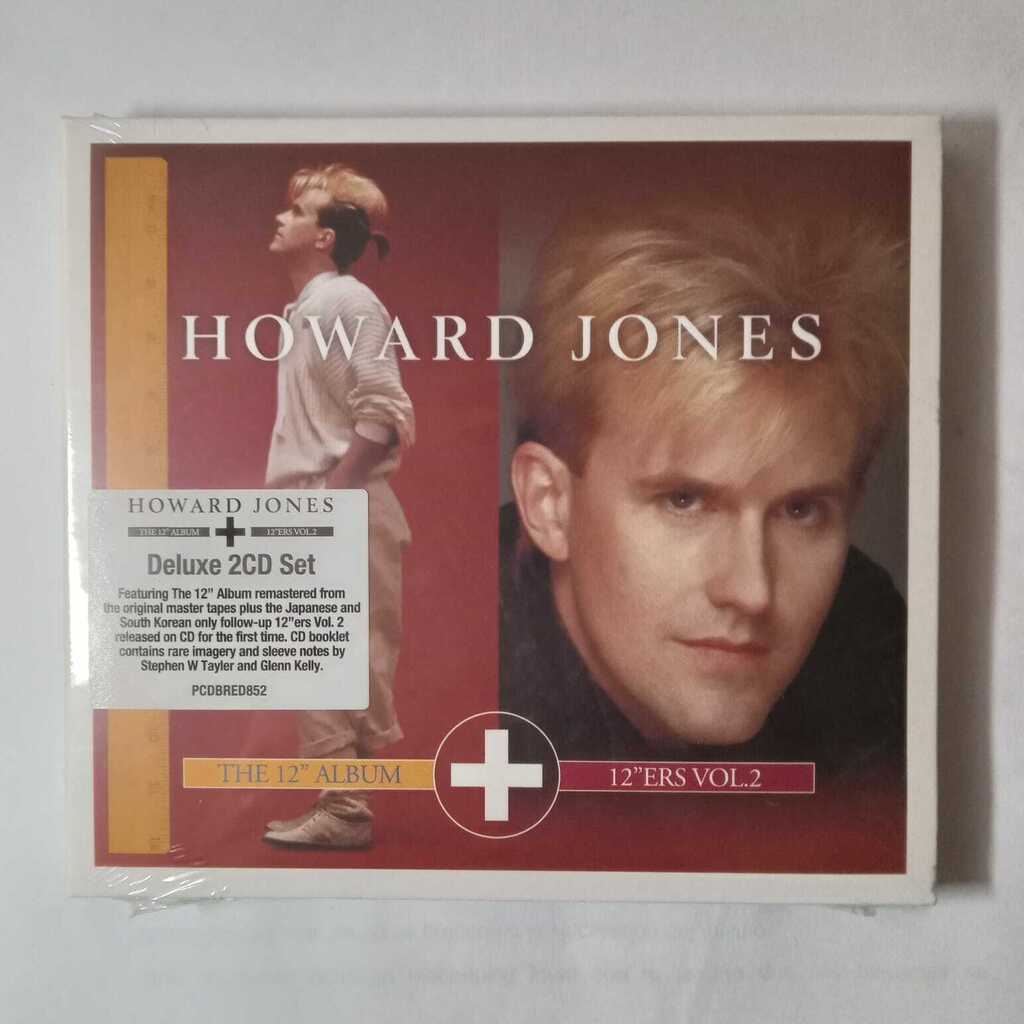 HOWARD JONES
HOWARD JONES
THE 12" ALBUM
12"ERS VOL.2
Deluxe 2CD Set
Featuring The 12" Album remastered from
the original master tapes plus the Japanese and
South Korean only follow-up 12"ers Vol. 2
released on CD for the first time. CD booklet
contains rare imagery and sleeve notes by
Stephen W Tayler and Glenn Kelly.
PCDBRED852
THE 12" ALBUM
12"ERS VOL.2